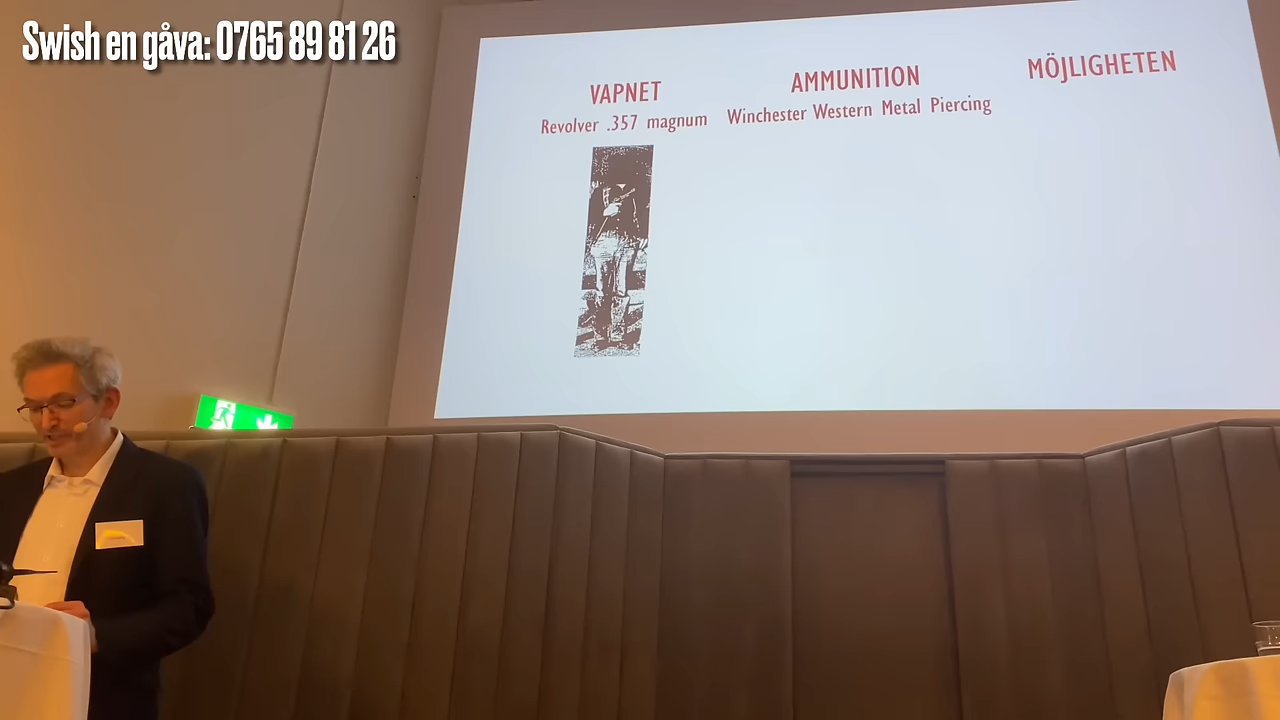 Swish en gåva: 0765 89 81 26
VAPNET
Revolver .357 magnum
AMMUNITION
Winchester Western Metal Piercing
MÖJLIGHETEN